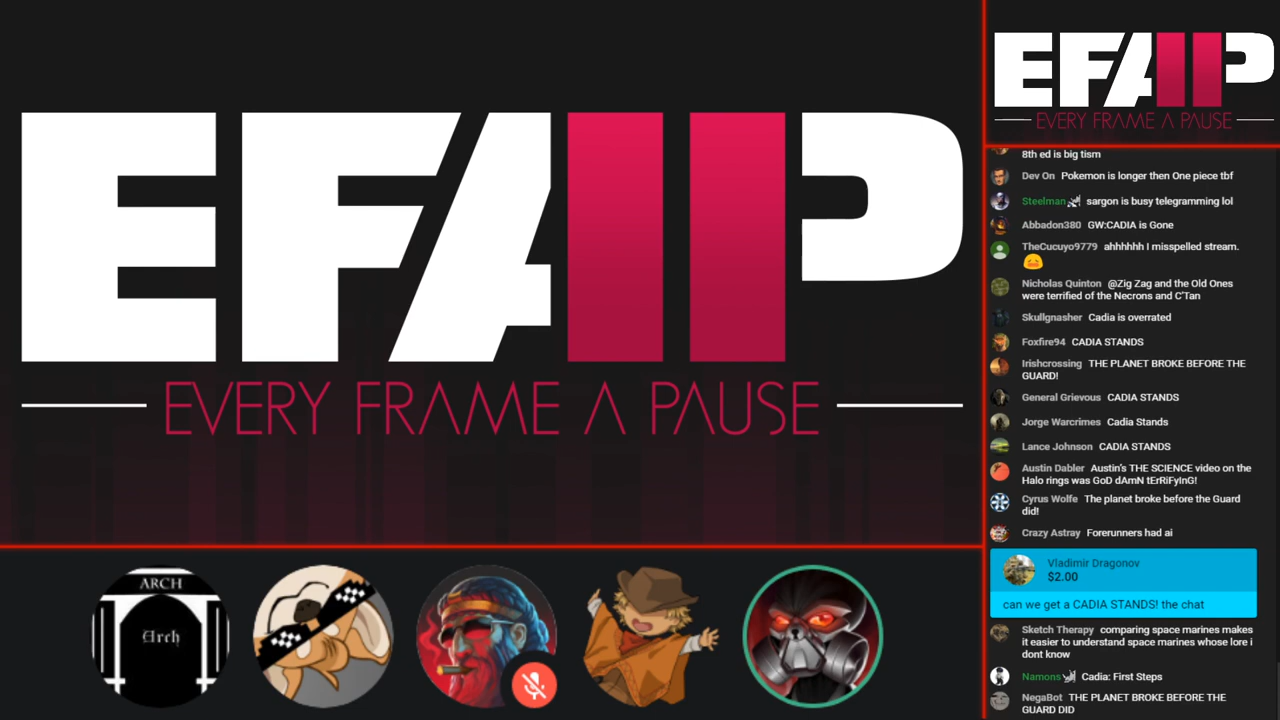 EFAP
EVERY FRAME A PAUSE
ARCH
Arch
EFAP
EVERY FRAME A PAUSE
8th ed is big tism
Dev On Pokemon is longer then One piece tbf
Steelman sargon is busy telegramming lol
Abbadon380 GW:CADIA is Gone
TheCucuyo9779 ahhhhhh I misspelled stream.
Nicholas Quinton @Zig Zag and the Old Ones
were terrified of the Necrons and C'Tan
Skullgnasher Cadia is overrated
Foxfire94 CADIA STANDS
Irishcrossing THE PLANET BROKE BEFORE THE
GUARD!
General Grievous CADIA STANDS
Jorge Warcrimes Cadia Stands
Lance Johnson CADIA STANDS
Austin Dabler Austin's THE SCIENCE video on the
Halo rings was GoD dAmN tErRiFyInG!
Cyrus Wolfe The planet broke before the Guard
did!
Crazy Astray Forerunners had ai
Vladimir Dragonov
$2.00
can we get a CADIA STANDS! the chat
Sketch Therapy comparing space marines makes
it easier to understand space marines whose lore i
dont know
Namons Cadia: First Steps
NegaBot THE PLANET BROKE BEFORE THE
GUARD DID